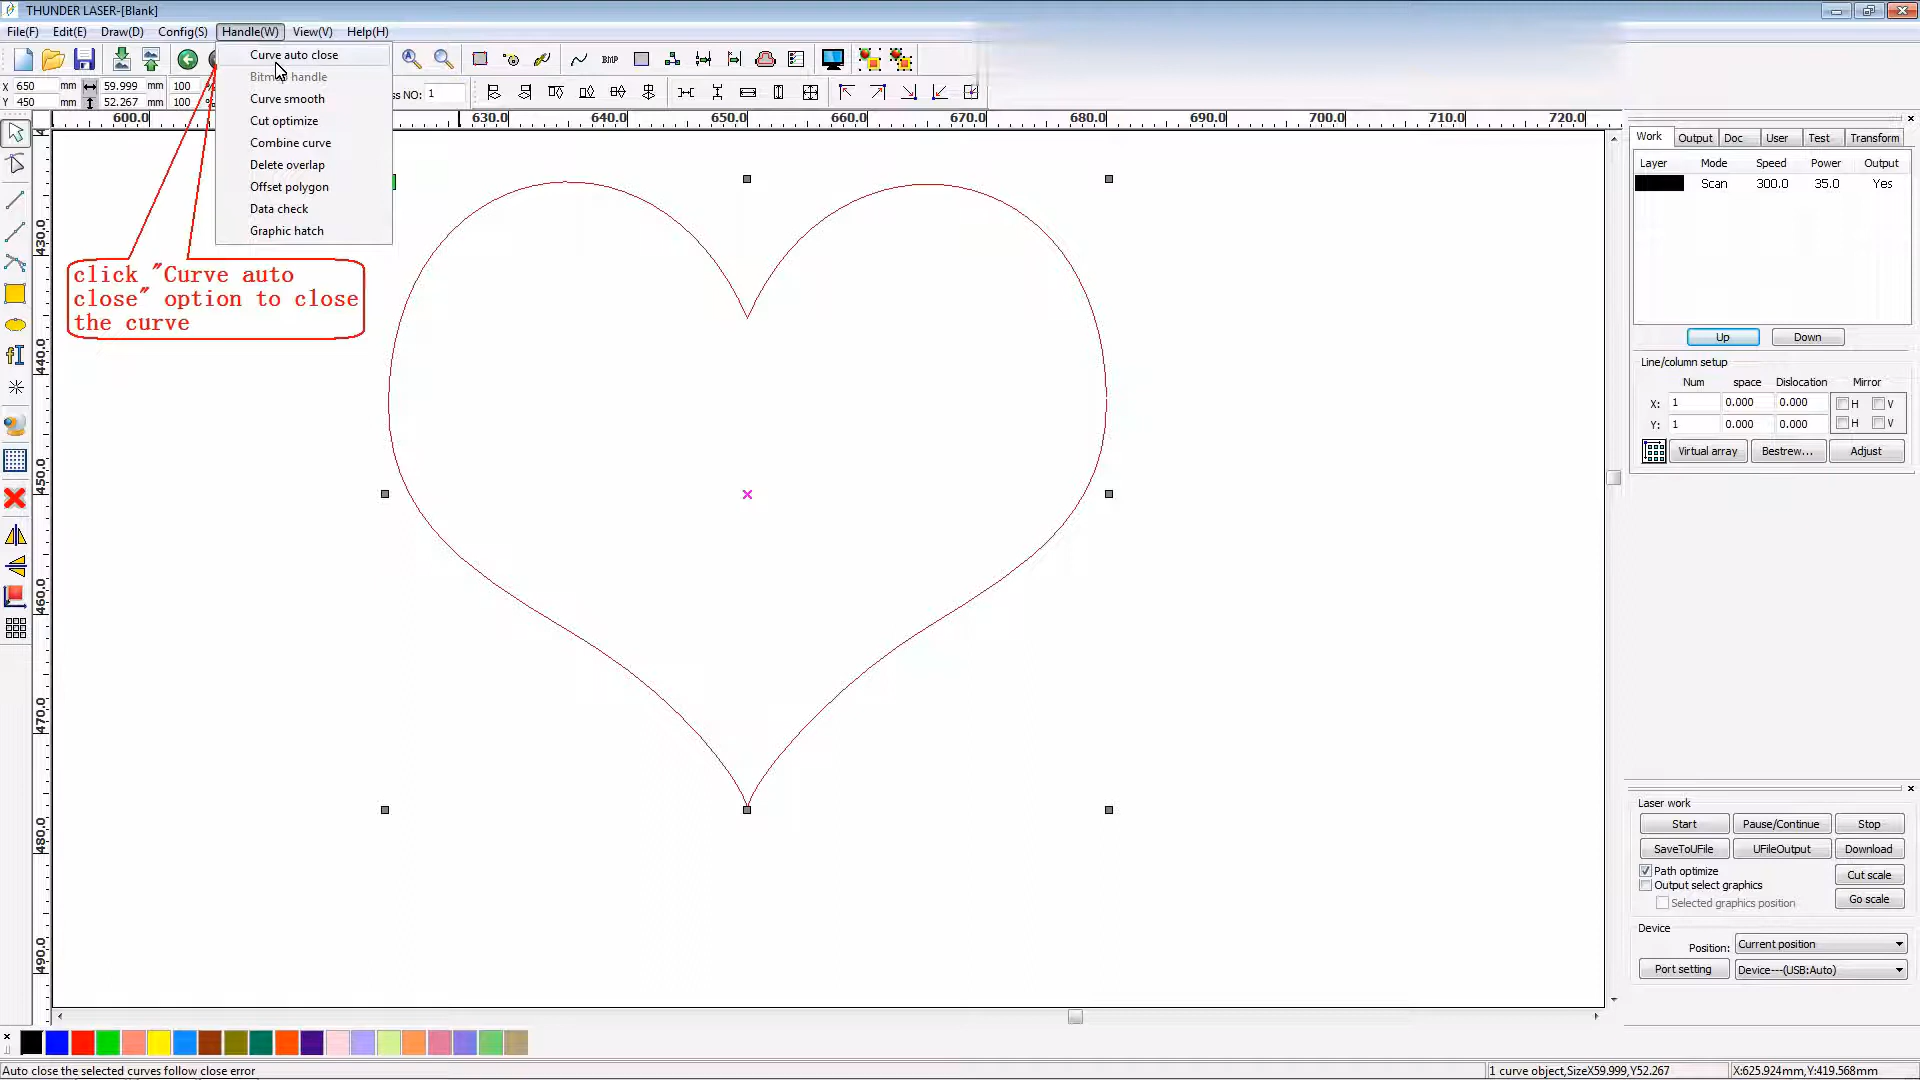 THUNDER LASER-[Blank]
File(F) Edit(E) Draw(D) Config(S) Handle(W) View(V) Help(H)
Curve auto close
Bitmap handle
Curve smooth
Cut optimize
Combine curve
Delete overlap
Offset polygon
Data check
Graphic hatch
X 650 mm 59.999 mm 100
Y 450 mm 52.267 mm 100
BMP
ss NO: 1
600.0 630.0 640.0 650.0 660.0 670.0 680.0 690.0 700.0 710.0 720.0
430.0
440.0
450.0
460.0
470.0
480.0
490.0
click "Curve auto
close" option to close
the curve
Work Output Doc User Test Transform
Layer Mode Speed Power Output
Scan 300.0 35.0 Yes
Up Down
Line/column setup
Num space Dislocation Mirror
X: 1 0.000 0.000 H V
Y: 1 0.000 0.000 H V
Virtual array Bestrew... Adjust
Laser work
Start Pause/Continue Stop
SaveToUFile UFileOutput Download
Path optimize
Output select graphics
Selected graphics position
Cut scale
Go scale
Device
Position: Current position
Port setting Device---(USB:Auto)
Auto close the selected curves follow close error
1 curve object,SizeX59.999,Y52.267
X:625.924mm,Y:419.568mm